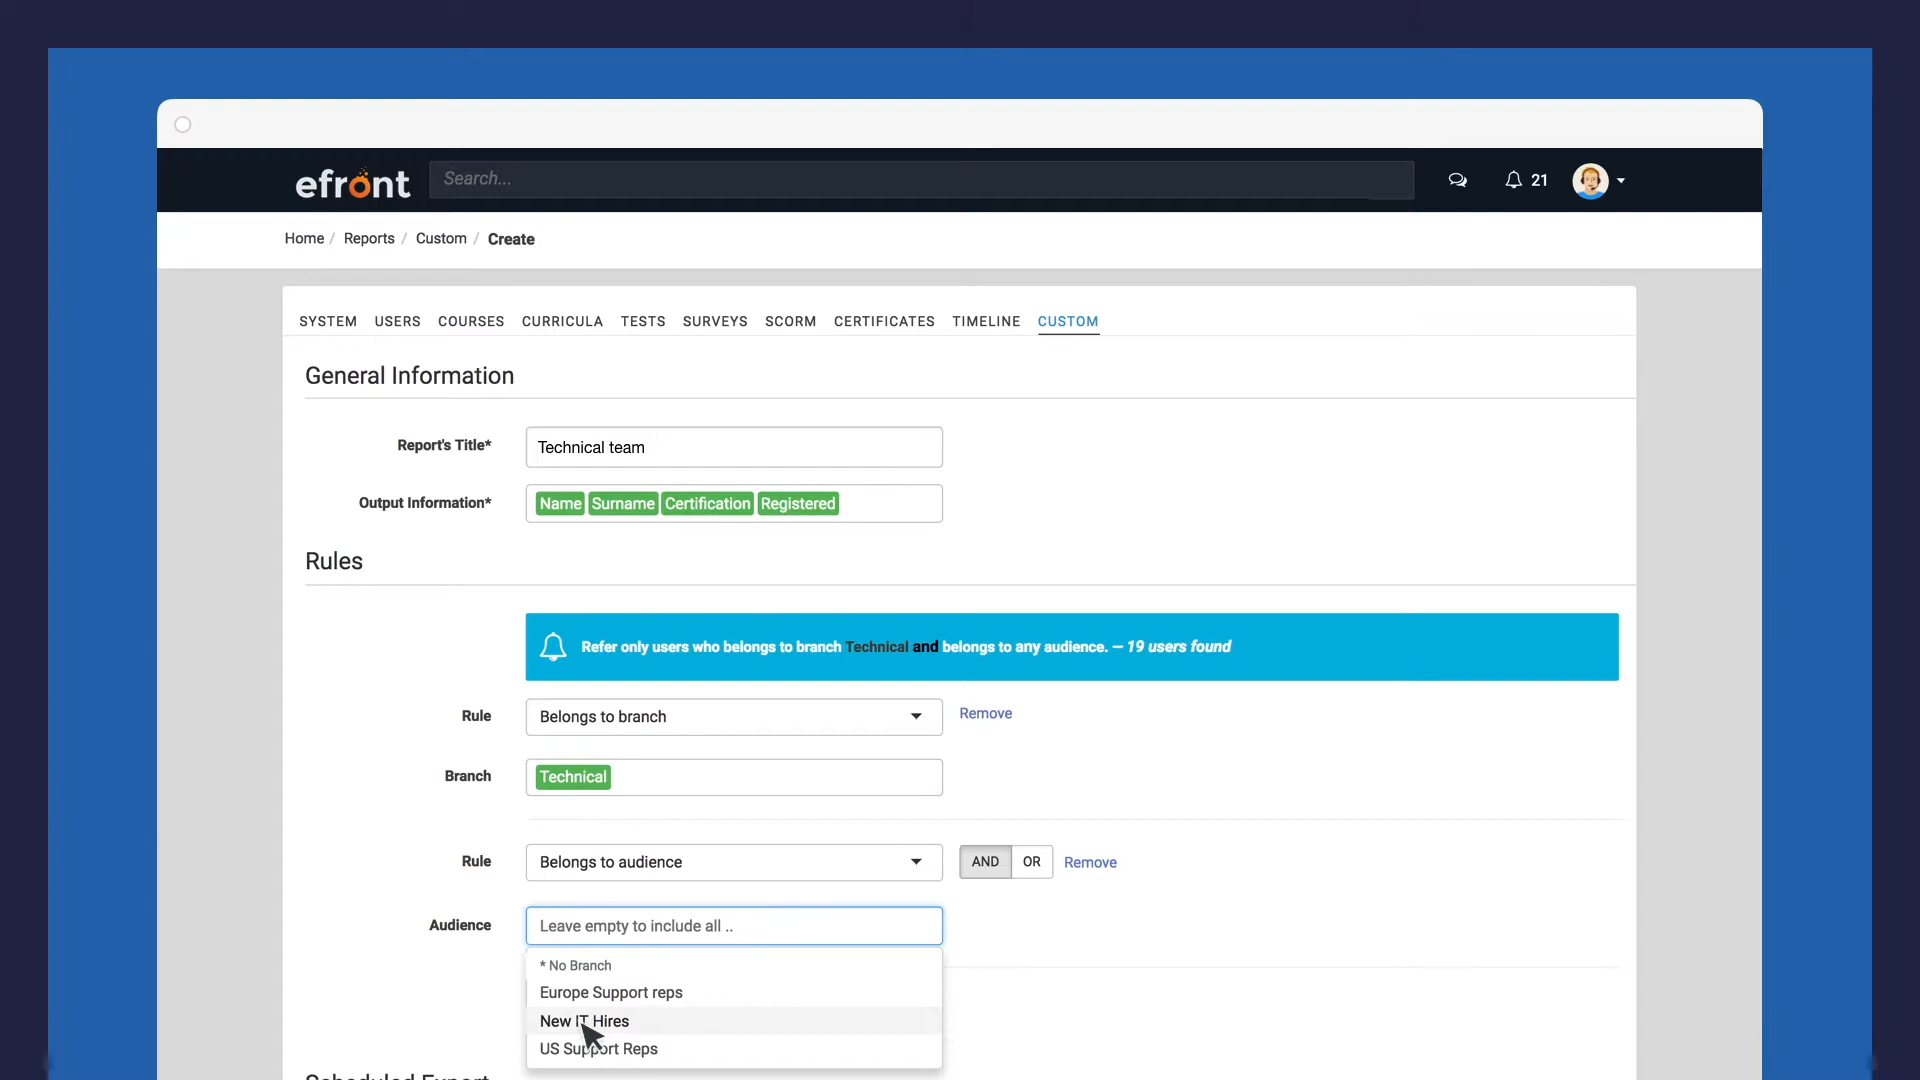 efront
Search...
21
Home / Reports / Custom / Create
SYSTEM USERS COURSES CURRICULA TESTS SURVEYS SCORM CERTIFICATES TIMELINE CUSTOM
General Information
Report's Title* Technical team
Output Information* Name Surname Certification Registered
Rules
Refer only users who belongs to branch Technical and belongs to any audience. — 19 users found
Rule Belongs to branch Remove
Branch Technical
Rule Belongs to audience AND OR Remove
Audience Leave empty to include all ..
* No Branch
Europe Support reps
New IT Hires
US Support Reps
Scheduled Export